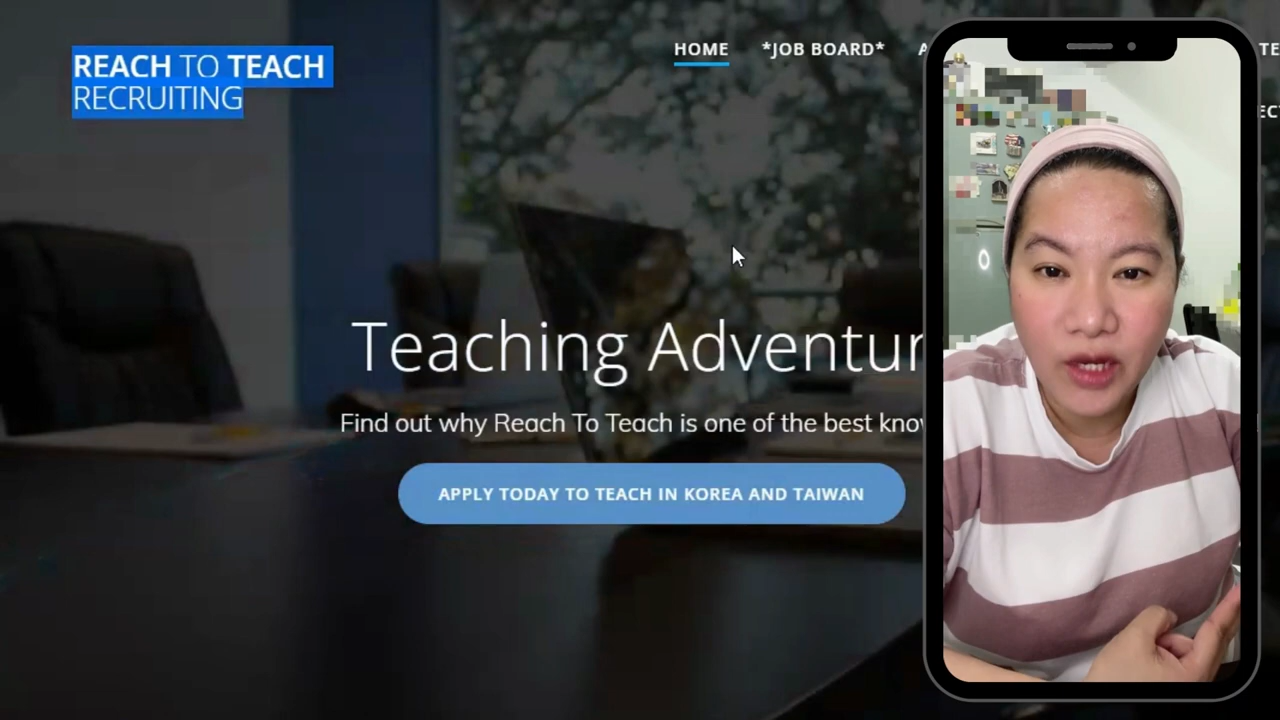 REACH TO TEACH
RECRUITING
HOME
*JOB BOARD*
Teaching Adventur
Find out why Reach To Teach is one of the best
APPLY TODAY TO TEACH IN KOREA AND TAIWAN